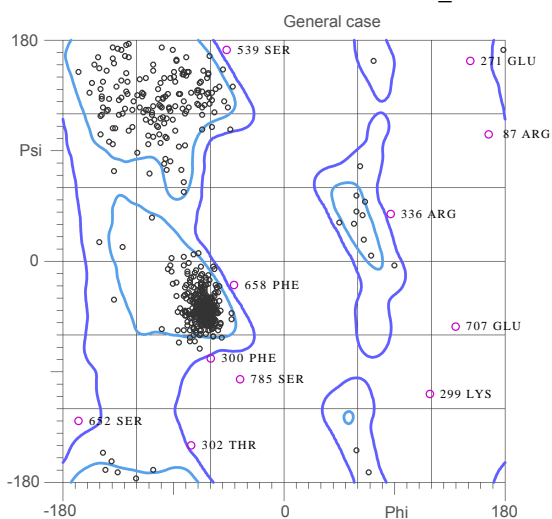 General case
180
539 SER
271 GLU
87 ARG
Psi
336 ARG
0
658 PHE
707 GLU
300 PHE
785 SER
299 LYS
652 SER
302 THR
-180
-180 0 Phi 180